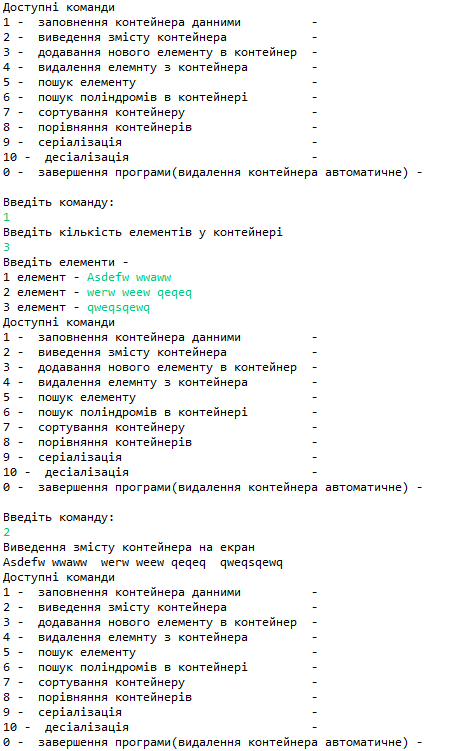 Доступні команди
1 -  заповнення контейнера данними          -
2 -  виведення змісту контейнера            -
3 -  додавання нового елементу в контейнер  -
4 -  видалення елемнту з контейнера         -
5 -  пошук елементу                         -
6 -  пошук поліндромів в контейнері         -
7 -  сортування контейнеру                  -
8 -  порівняння контейнерів                 -
9 -  серіалізація                           -
10 -  десіалізація                          -
0 -  завершення програми(видалення контейнера автоматичне) -

Введіть команду:
1
Введіть кількість елементів у контейнері
3
Введіть елементи -
1 елемент - Asdefw wwaww
2 елемент - werw weew qeqeq
3 елемент - qweqsqewq
Доступні команди
1 -  заповнення контейнера данними          -
2 -  виведення змісту контейнера            -
3 -  додавання нового елементу в контейнер  -
4 -  видалення елемнту з контейнера         -
5 -  пошук елементу                         -
6 -  пошук поліндромів в контейнері         -
7 -  сортування контейнеру                  -
8 -  порівняння контейнерів                 -
9 -  серіалізація                           -
10 -  десіалізація                          -
0 -  завершення програми(видалення контейнера автоматичне) -

Введіть команду:
2
Виведення змісту контейнера на екран
Asdefw wwaww  werw weew qeqeq  qweqsqewq
Доступні команди
1 -  заповнення контейнера данними          -
2 -  виведення змісту контейнера            -
3 -  додавання нового елементу в контейнер  -
4 -  видалення елемнту з контейнера         -
5 -  пошук елементу                         -
6 -  пошук поліндромів в контейнері         -
7 -  сортування контейнеру                  -
8 -  порівняння контейнерів                 -
9 -  серіалізація                           -
10 -  десіалізація                          -
0 -  завершення програми(видалення контейнера автоматичне) -